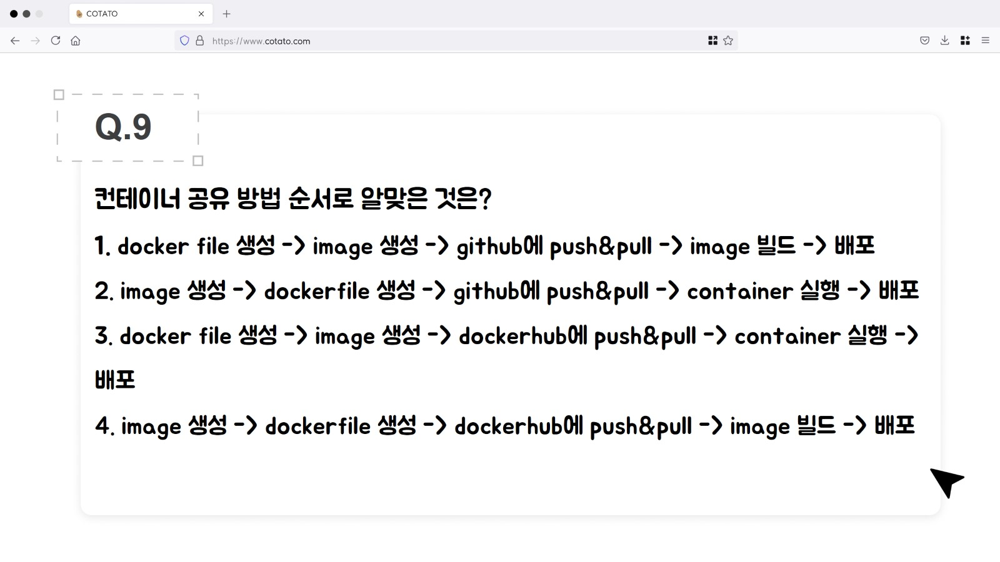 COTATO
https://www.cotato.com
Q.9
컨테이너 공유 방법 순서로 알맞은 것은?
1. docker file 생성 -> image 생성 -> github에 push&pull -> image 빌드 -> 배포
2. image 생성 -> dockerfile 생성 -> github에 push&pull -> container 실행 -> 배포
3. docker file 생성 -> image 생성 -> dockerhub에 push&pull -> container 실행 ->
배포
4. image 생성 -> dockerfile 생성 -> dockerhub에 push&pull -> image 빌드 -> 배포